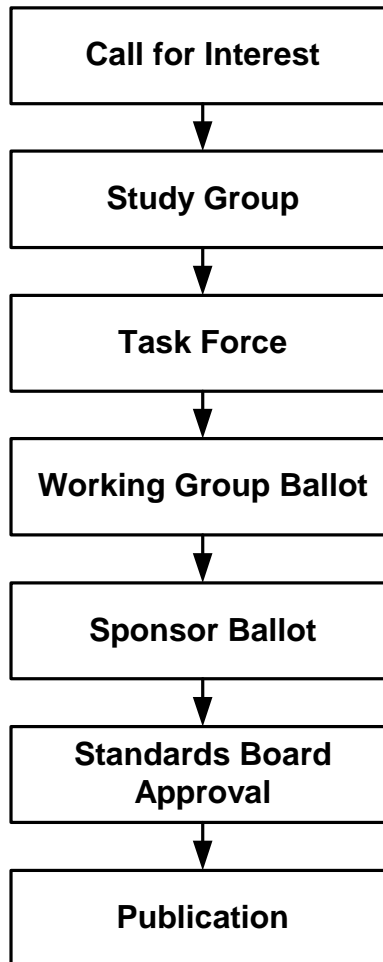 Call for Interest
Study Group
Task Force
Working Group Ballot
Sponsor Ballot
Standards Board
Approval
Publication